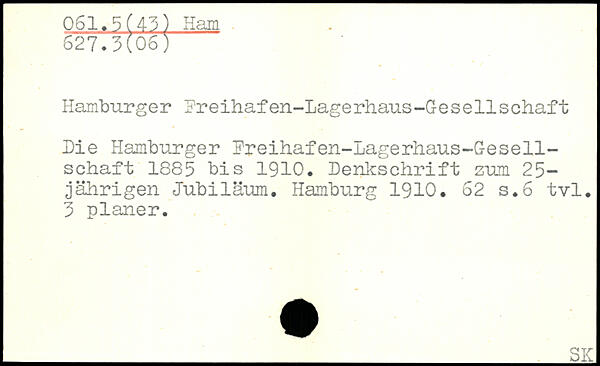 061.5(43) Ham
627.3(06)
Hamburger Freihafen-Lagerhaus-Gesellschaft
Die Hamburger Freihafen-Lagerhaus-Gesell-
schaft 1885 bis 1910. Denkschrift zum 25-
jährigen Jubiläum. Hamburg 1910. 62 s.6 tvl.
3 planer.
SK